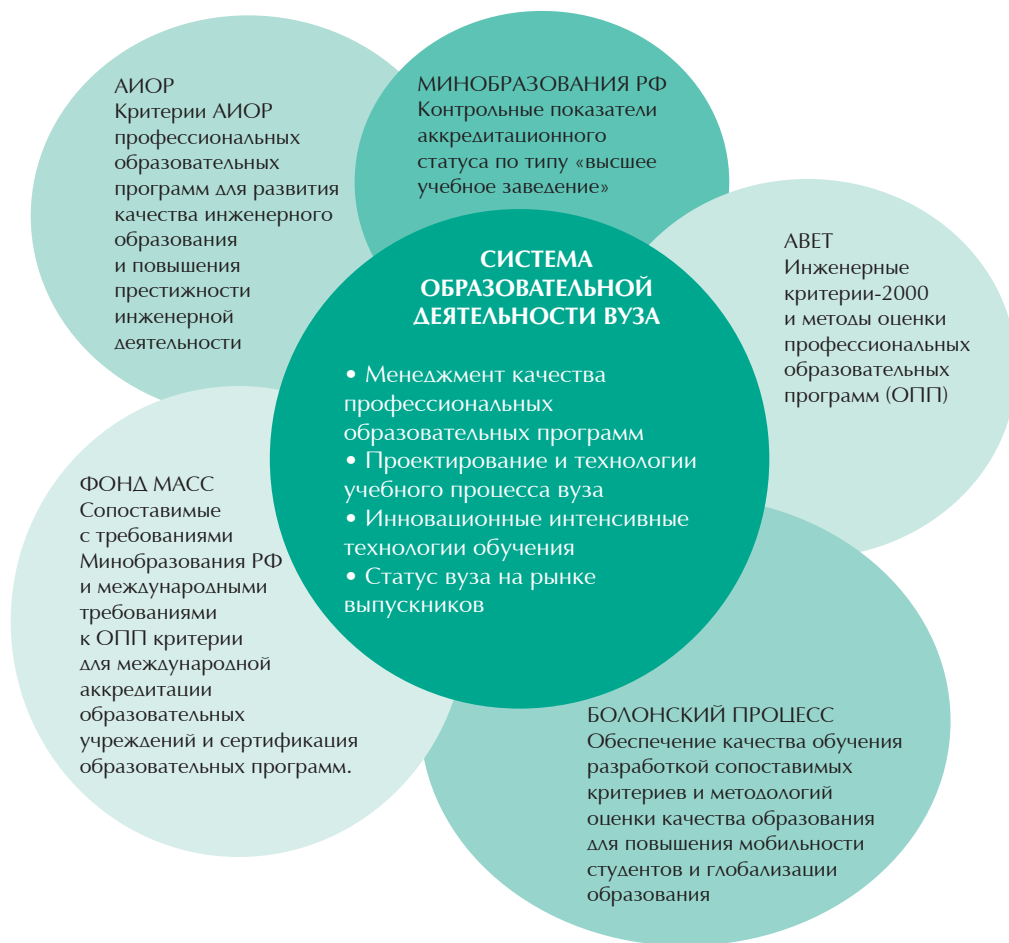 АИОР
Критерии АИОР
профессиональных
образовательных
программ для развития
качества инженерного
образования
и повышения
престижности
инженерной
деятельности
МИНОБРАЗОВАНИЯ РФ
Контрольные показатели
аккредитационного
статуса по типу «высшее
учебное заведение»
АВЕТ
Инженерные
критерии-2000
и методы оценки
профессиональных
образовательных
программ (ОПП)
СИСТЕМА
ОБРАЗОВАТЕЛЬНОЙ
ДЕЯТЕЛЬНОСТИ ВУЗА
• Менеджмент качества
профессиональных
образовательных программ
• Проектирование и технологии
учебного процесса вуза
• Инновационные интенсивные
технологии обучения
• Статус вуза на рынке
выпускников
ФОНД МАСС
Сопоставимые
с требованиями
Минобразования РФ
и международными
требованиями
к ОПП критерии
для международной
аккредитации
образовательных
учреждений и сертификация
образовательных программ.
БОЛОНСКИЙ ПРОЦЕСС
Обеспечение качества обучения
разработкой сопоставимых
критериев и методологий
оценки качества образования
для повышения мобильности
студентов и глобализации
образования